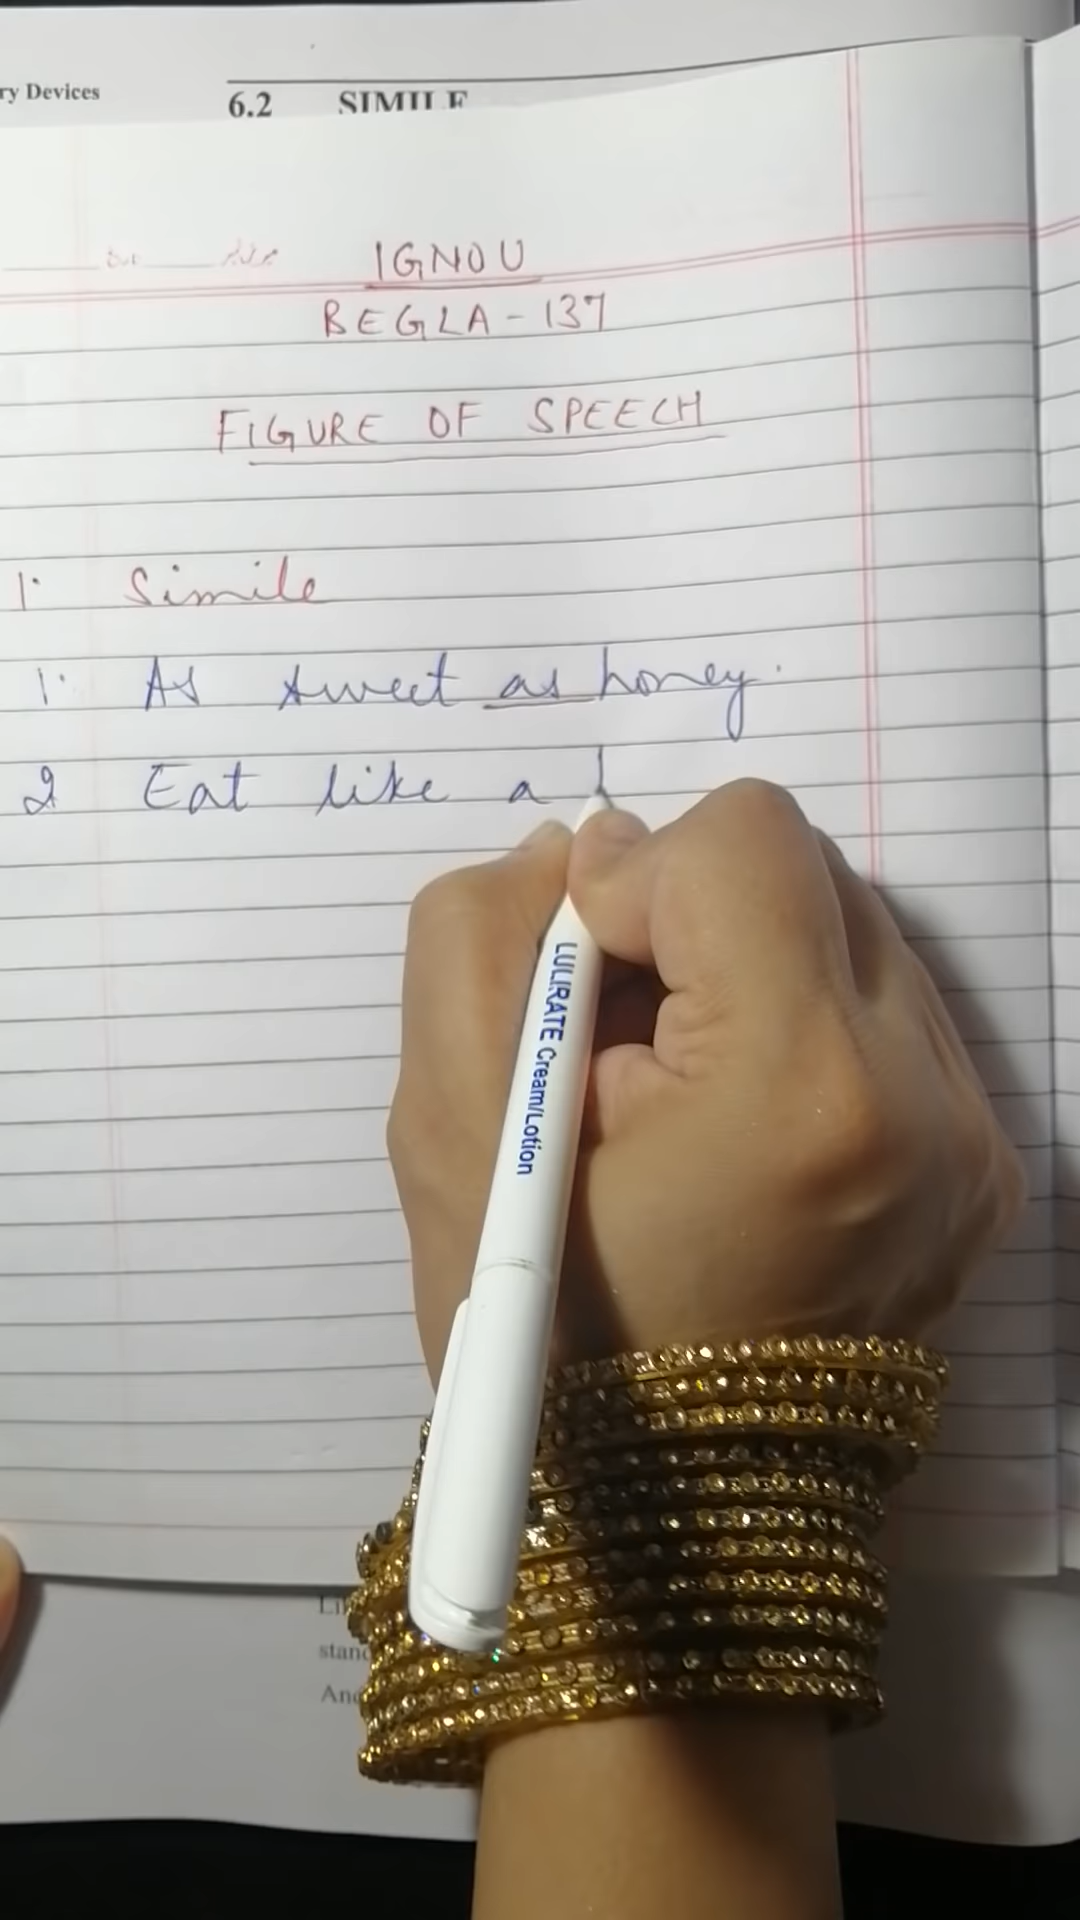 ry Devices
6.2 SIMILE
IGNOU
BEGLA - 137
FIGURE OF SPEECH
1. Simile
1. As sweet as honey.
2 Eat like a
LULIRATE Cream/Lotion
stand
And